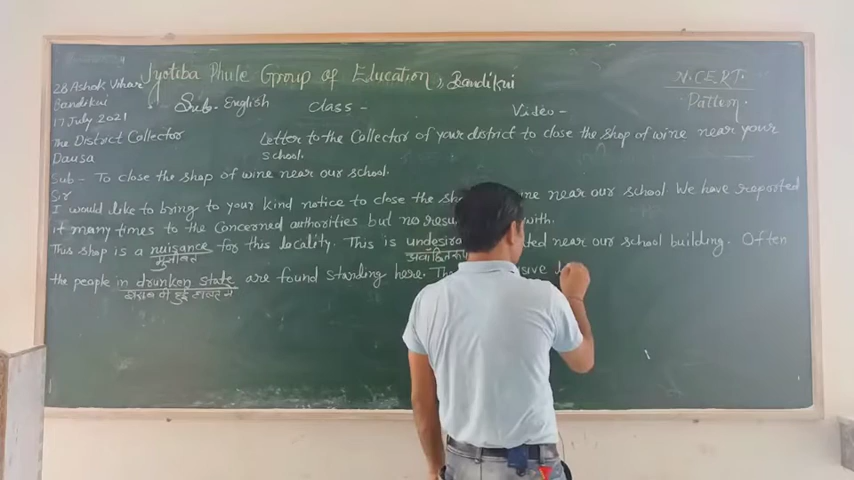 Jyotiba Phule Group of Education, Bandikui
N.C.E.R.T.
Pattern
Sub- English Class - Video -
28 Ashok Vihar
Bandikui
17 July 2021
The District Collector
Dausa
Letter to the Collector of your district to close the shop of wine near your
school.
Sub - To close the shop of wine near our school.
Sir
I would like to bring to your kind notice to close the ne near our school. We have reported
it many times to the Concerned authorities but no with.
This shop is a nuisance for this locality. This is near our school building. Often
मुसीबत
the people in drunken state are found standing here.
शराब में हुई हालत में